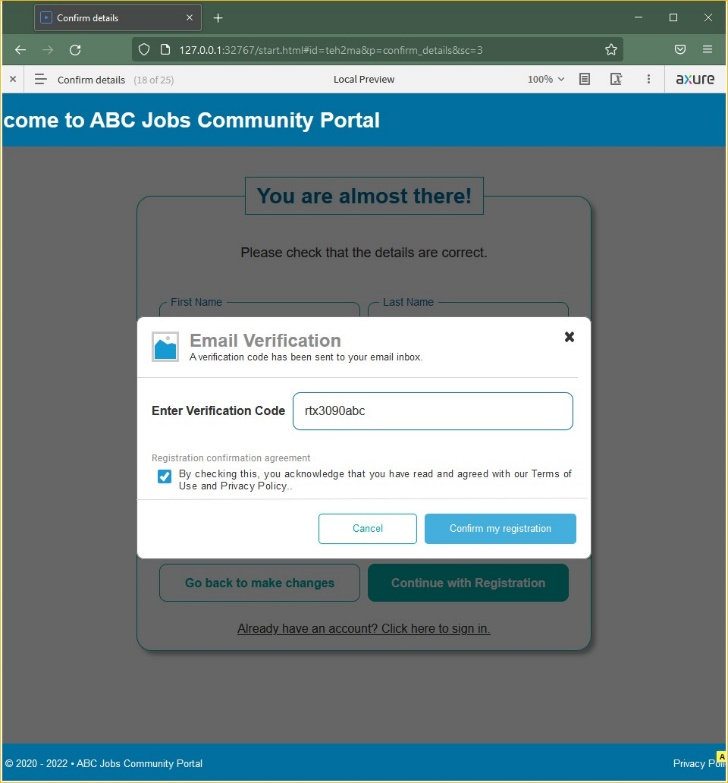 Confirm details
127.0.0.1:32767/start.html#id=teh2ma&p=confirm_details&sc=3
Confirm details (18 of 25)
Local Preview
100%
axure
come to ABC Jobs Community Portal
You are almost there!
Please check that the details are correct.
First Name
Last Name
Email Verification
A verification code has been sent to your email inbox.
Enter Verification Code
rtx3090abc
Registration confirmation agreement
By checking this, you acknowledge that you have read and agreed with our Terms of
Use and Privacy Policy..
Cancel
Confirm my registration
Go back to make changes
Continue with Registration
Already have an account? Click here to sign in.
© 2020 - 2022 • ABC Jobs Community Portal
Privacy Pol
A